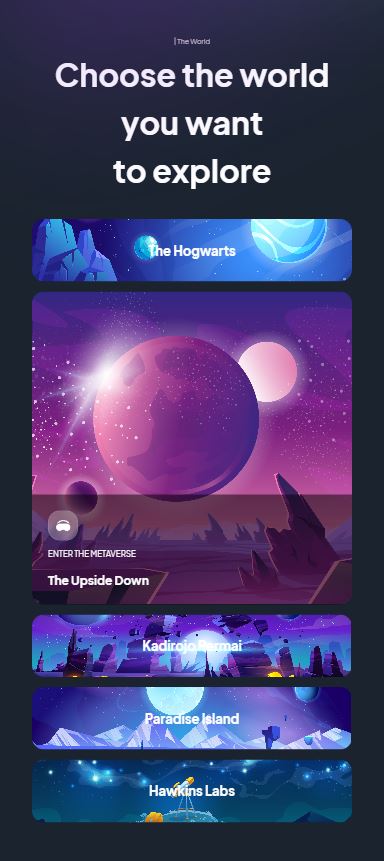 | The World
Choose the world
you want
to explore
The Hogwarts
ENTER THE METAVERSE
The Upside Down
Kadirojo Permai
Paradise Island
Hawkins Labs